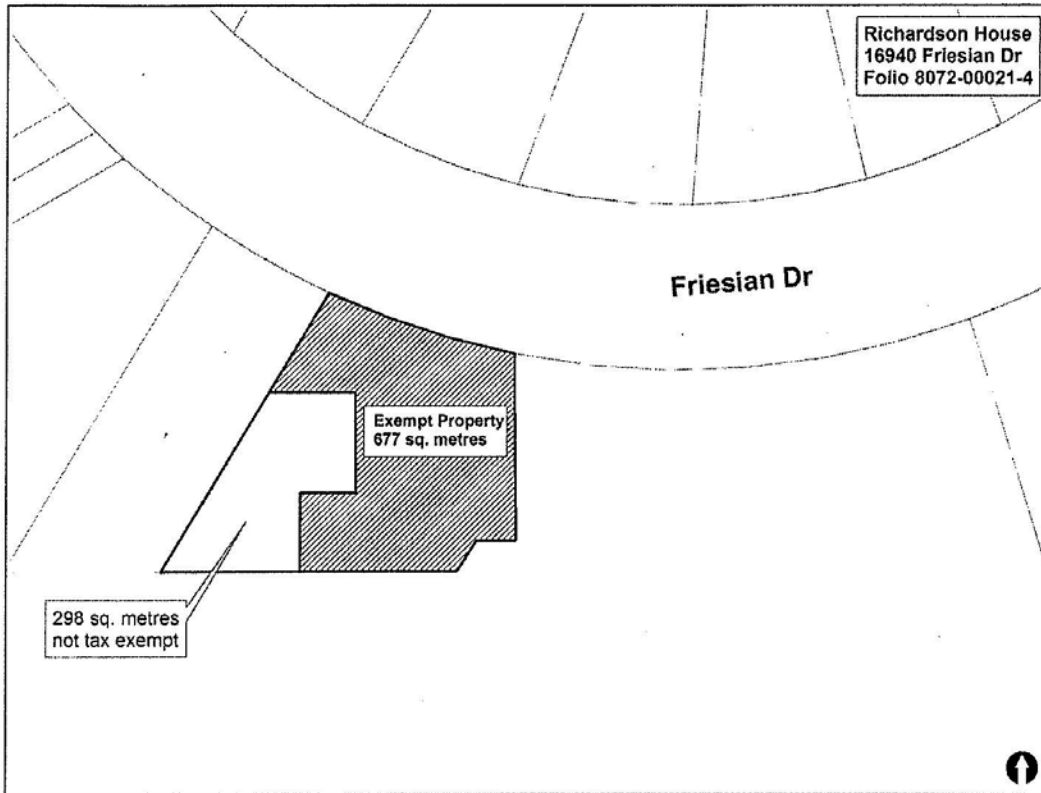 Richardson House
16940 Friesian Dr
Folio 8072-00021-4
Friesian Dr
Exempt Property
677 sq. metres
298 sq. metres
not tax exempt